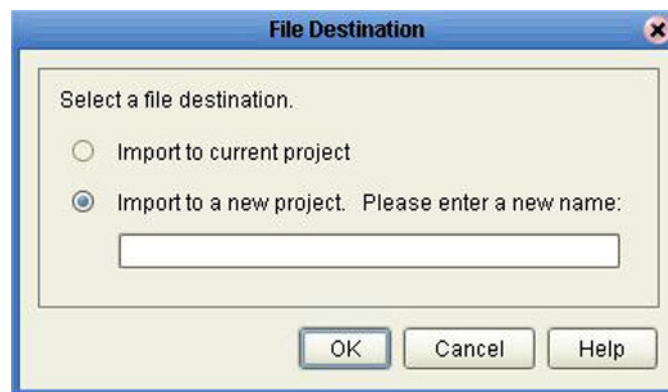 File Destination
Select a file destination.
Import to current project
Import to a new project. Please enter a new name:
OK Cancel Help